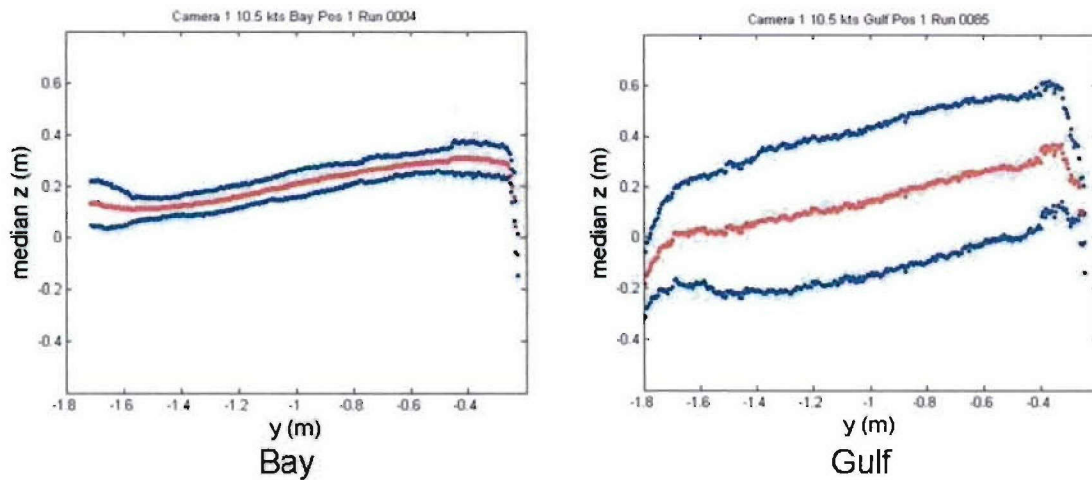 Camera 1 10.5 kts Bay Pos 1 Run 0004
0.6
0.4
0.2
0
-0.2
-0.4
median z (m)
-1.8 -1.6 -1.4 -1.2 -1 -0.8 -0.6 -0.4
y (m)
Bay
Camera 1 10.5 kts Gulf Pos 1 Run 0085
0.6
0.4
0.2
0
-0.2
-0.4
median z (m)
-1.8 -1.6 -1.4 -1.2 -1 -0.8 -0.6 -0.4
y (m)
Gulf